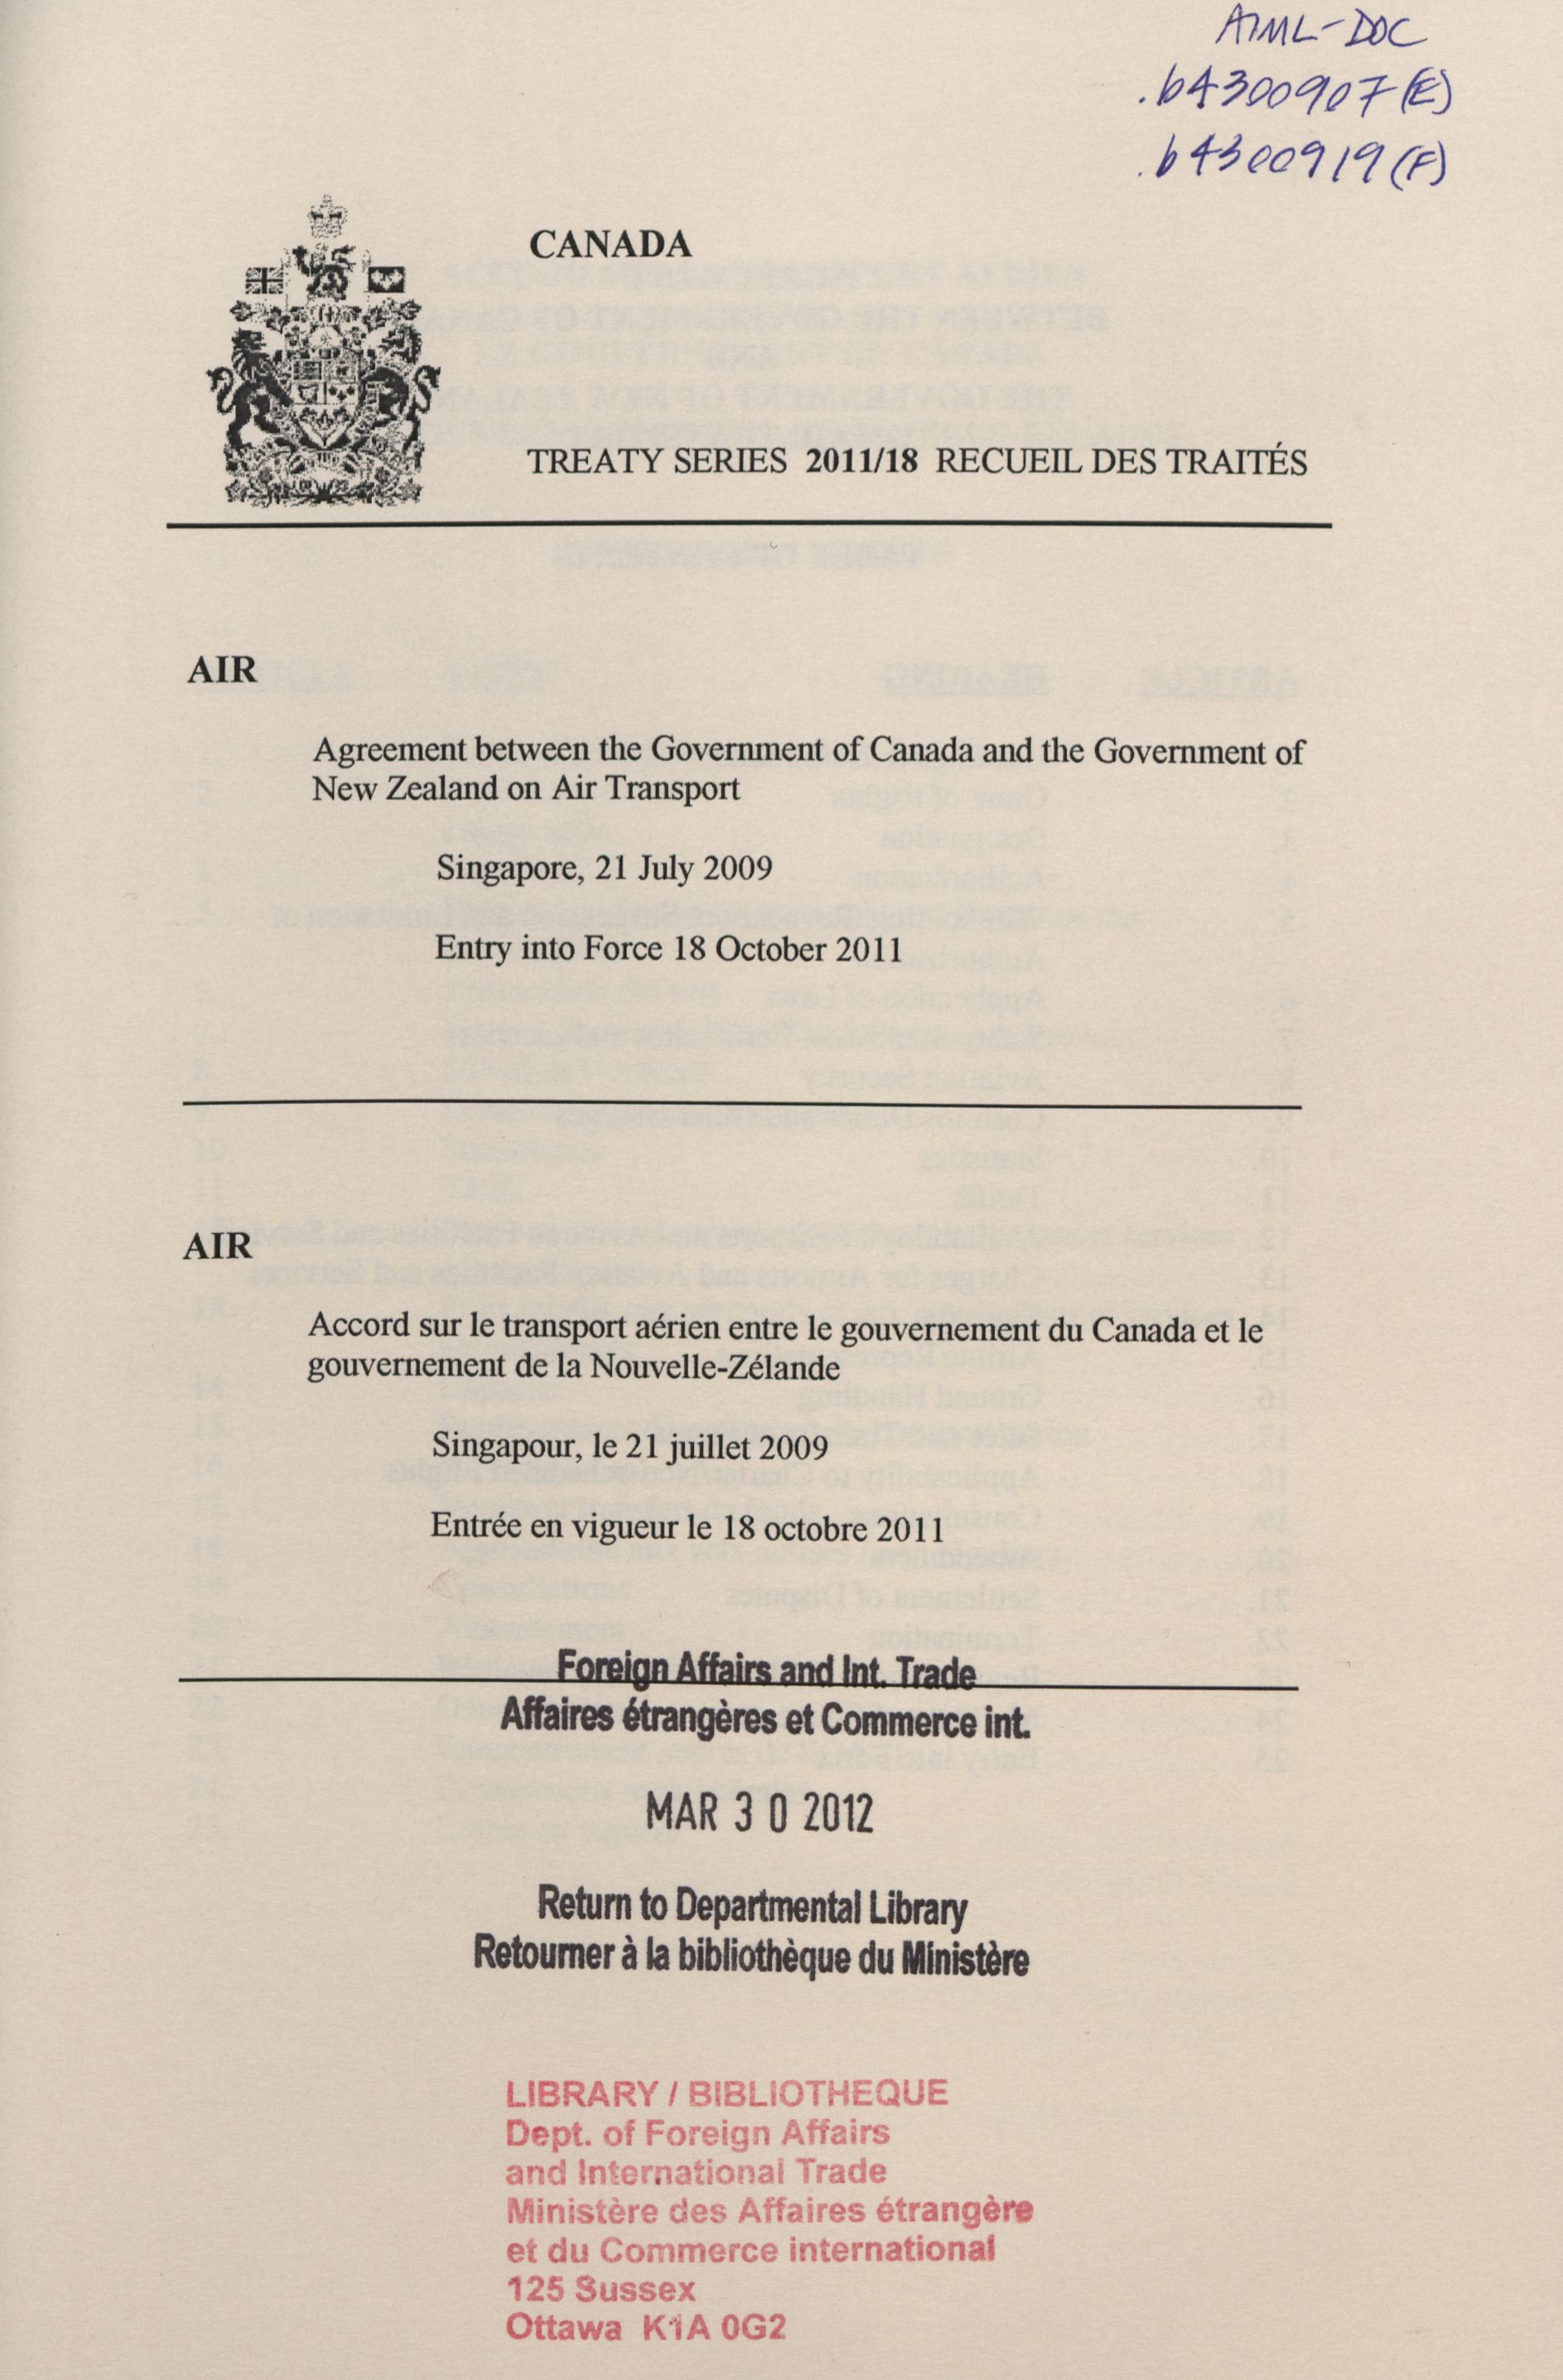 AML-DOC
.b4300907(E)
.b4300919(F)
CANADA
TREATY SERIES 2011/18 RECUEIL DES TRAITÉS
AIR
Agreement between the Government of Canada and the Government of
New Zealand on Air Transport
Singapore, 21 July 2009
Entry into Force 18 October 2011
AIR
Accord sur le transport aérien entre le gouvernement du Canada et le
gouvernement de la Nouvelle-Zélande
Singapour, le 21 juillet 2009
Entrée en vigueur le 18 octobre 2011
Foreign Affairs and Int. Trade
Affaires étrangères et Commerce int.
MAR 30 2012
Return to Departmental Library
Retourner à la bibliothèque du Ministère
LIBRARY / BIBLIOTHEQUE
Dept. of Foreign Affairs
and International Trade
Ministère des Affaires étrangère
et du Commerce international
125 Sussex
Ottawa K1A 0G2